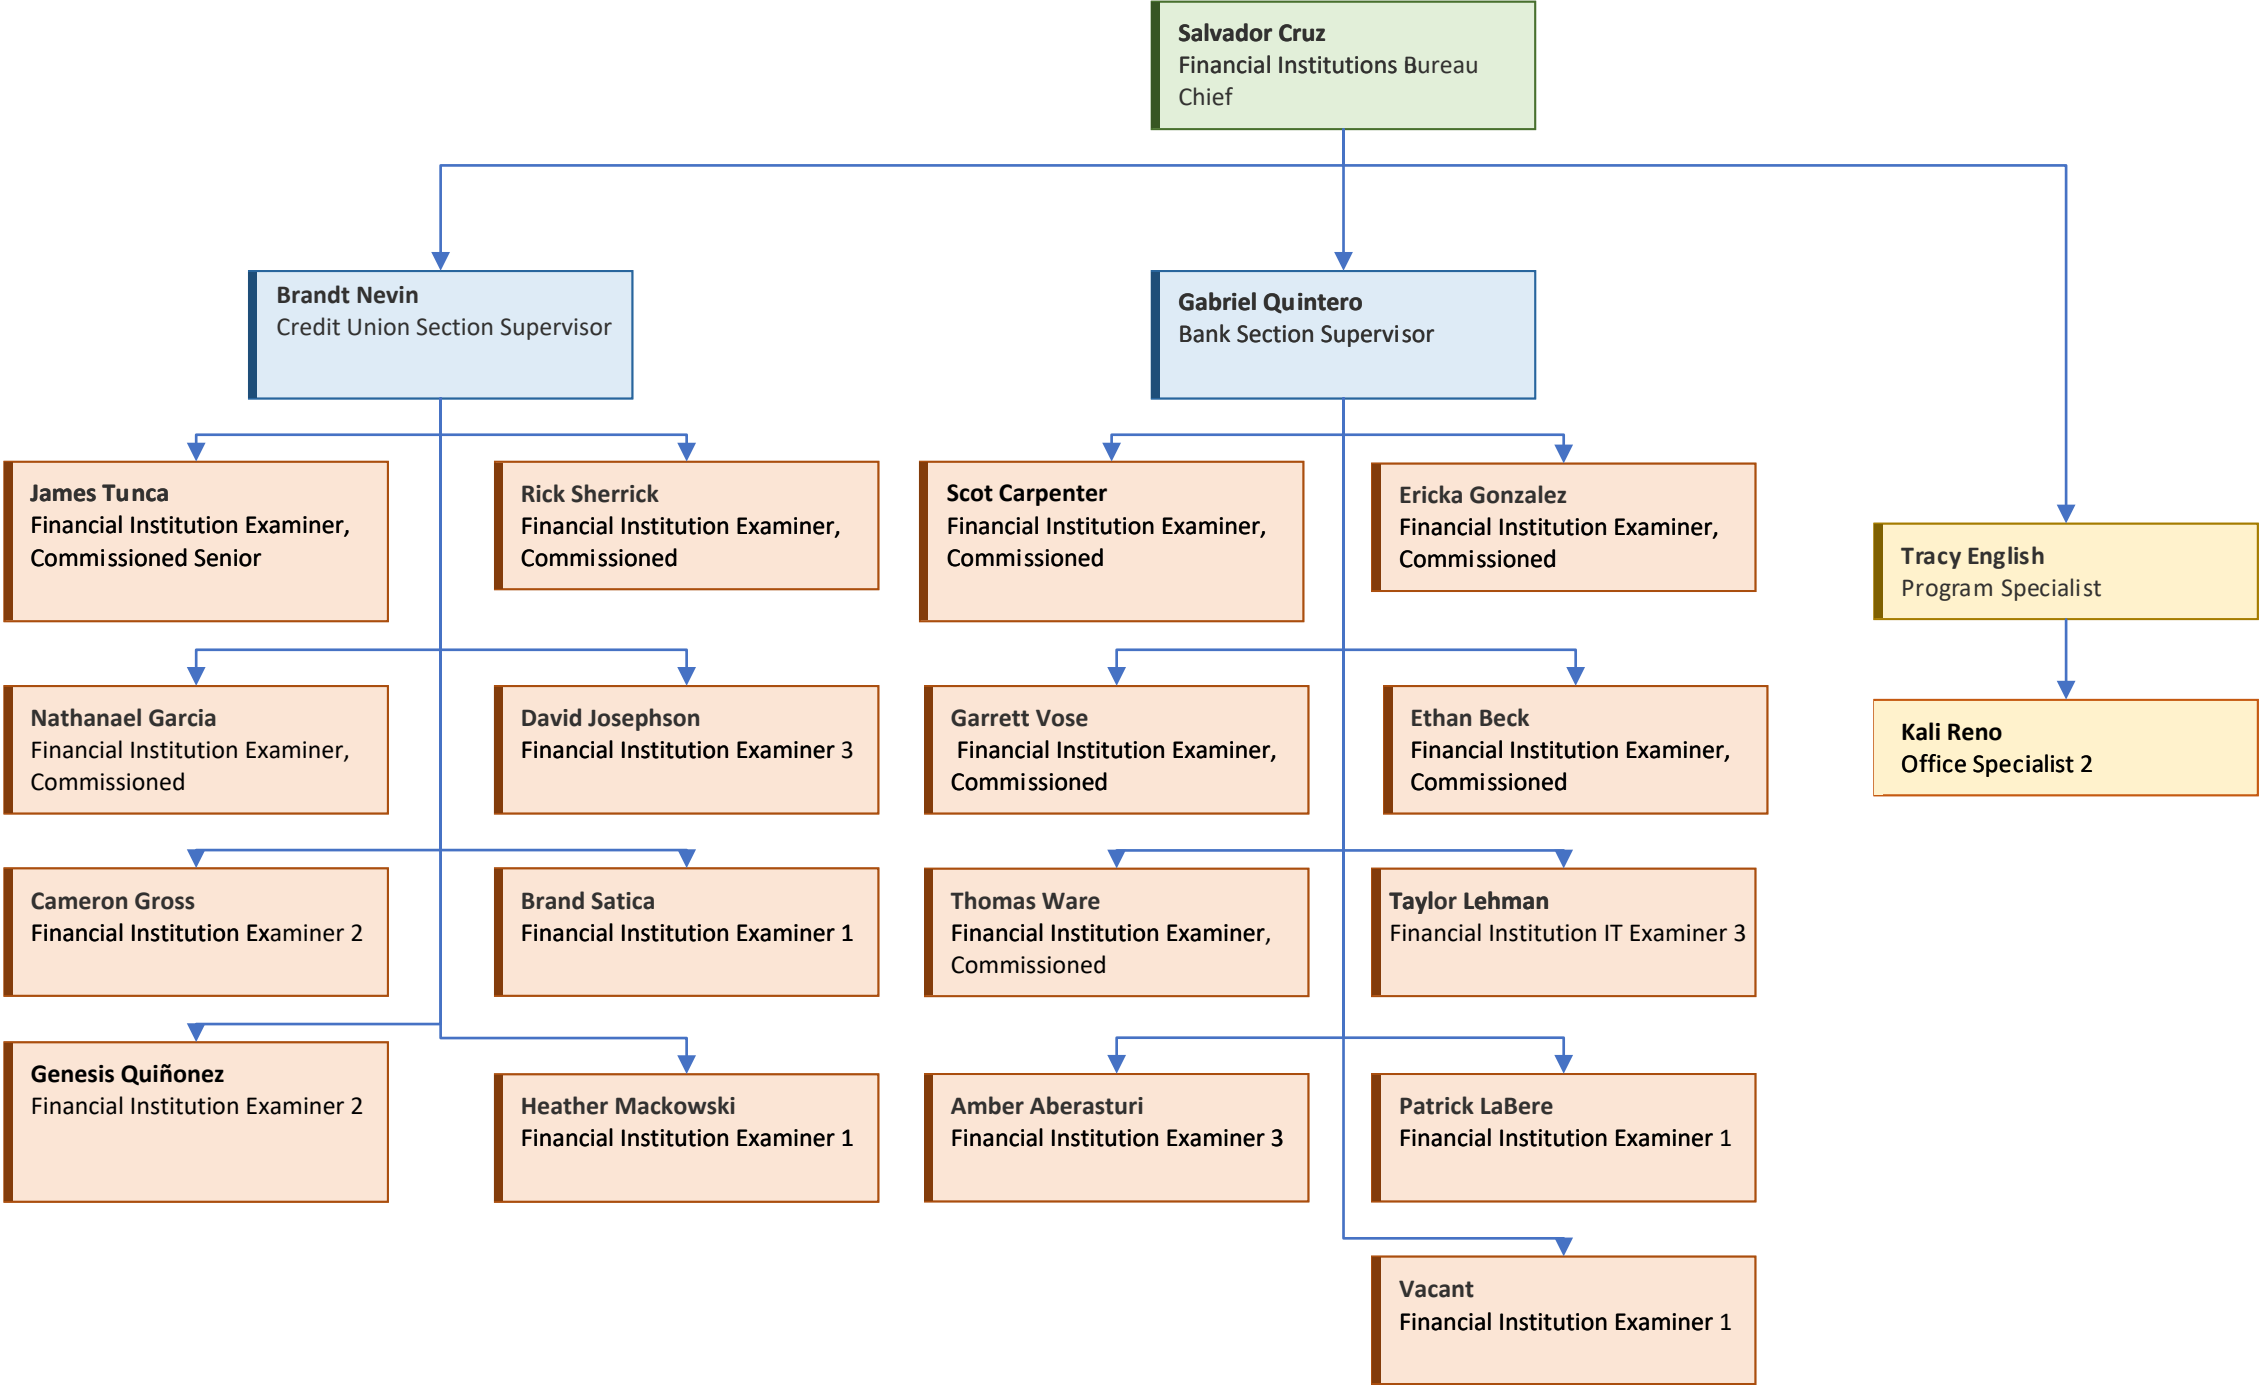 Salvador Cruz
Financial Institutions Bureau
Chief
Brandt Nevin
Credit Union Section Supervisor
Gabriel Quintero
Bank Section Supervisor
James Tunca
Financial Institution Examiner,
Commissioned Senior
Rick Sherrick
Financial Institution Examiner,
Commissioned
Scot Carpenter
Financial Institution Examiner,
Commissioned
Ericka Gonzalez
Financial Institution Examiner,
Commissioned
Tracy English
Program Specialist
Nathanael Garcia
Financial Institution Examiner,
Commissioned
David Josephson
Financial Institution Examiner 3
Garrett Vose
Financial Institution Examiner,
Commissioned
Ethan Beck
Financial Institution Examiner,
Commissioned
Kali Reno
Office Specialist 2
Cameron Gross
Financial Institution Examiner 2
Brand Satica
Financial Institution Examiner 1
Thomas Ware
Financial Institution Examiner,
Commissioned
Taylor Lehman
Financial Institution IT Examiner 3
Genesis Quiñonez
Financial Institution Examiner 2
Heather Mackowski
Financial Institution Examiner 1
Amber Aberasturi
Financial Institution Examiner 3
Patrick LaBere
Financial Institution Examiner 1
Vacant
Financial Institution Examiner 1